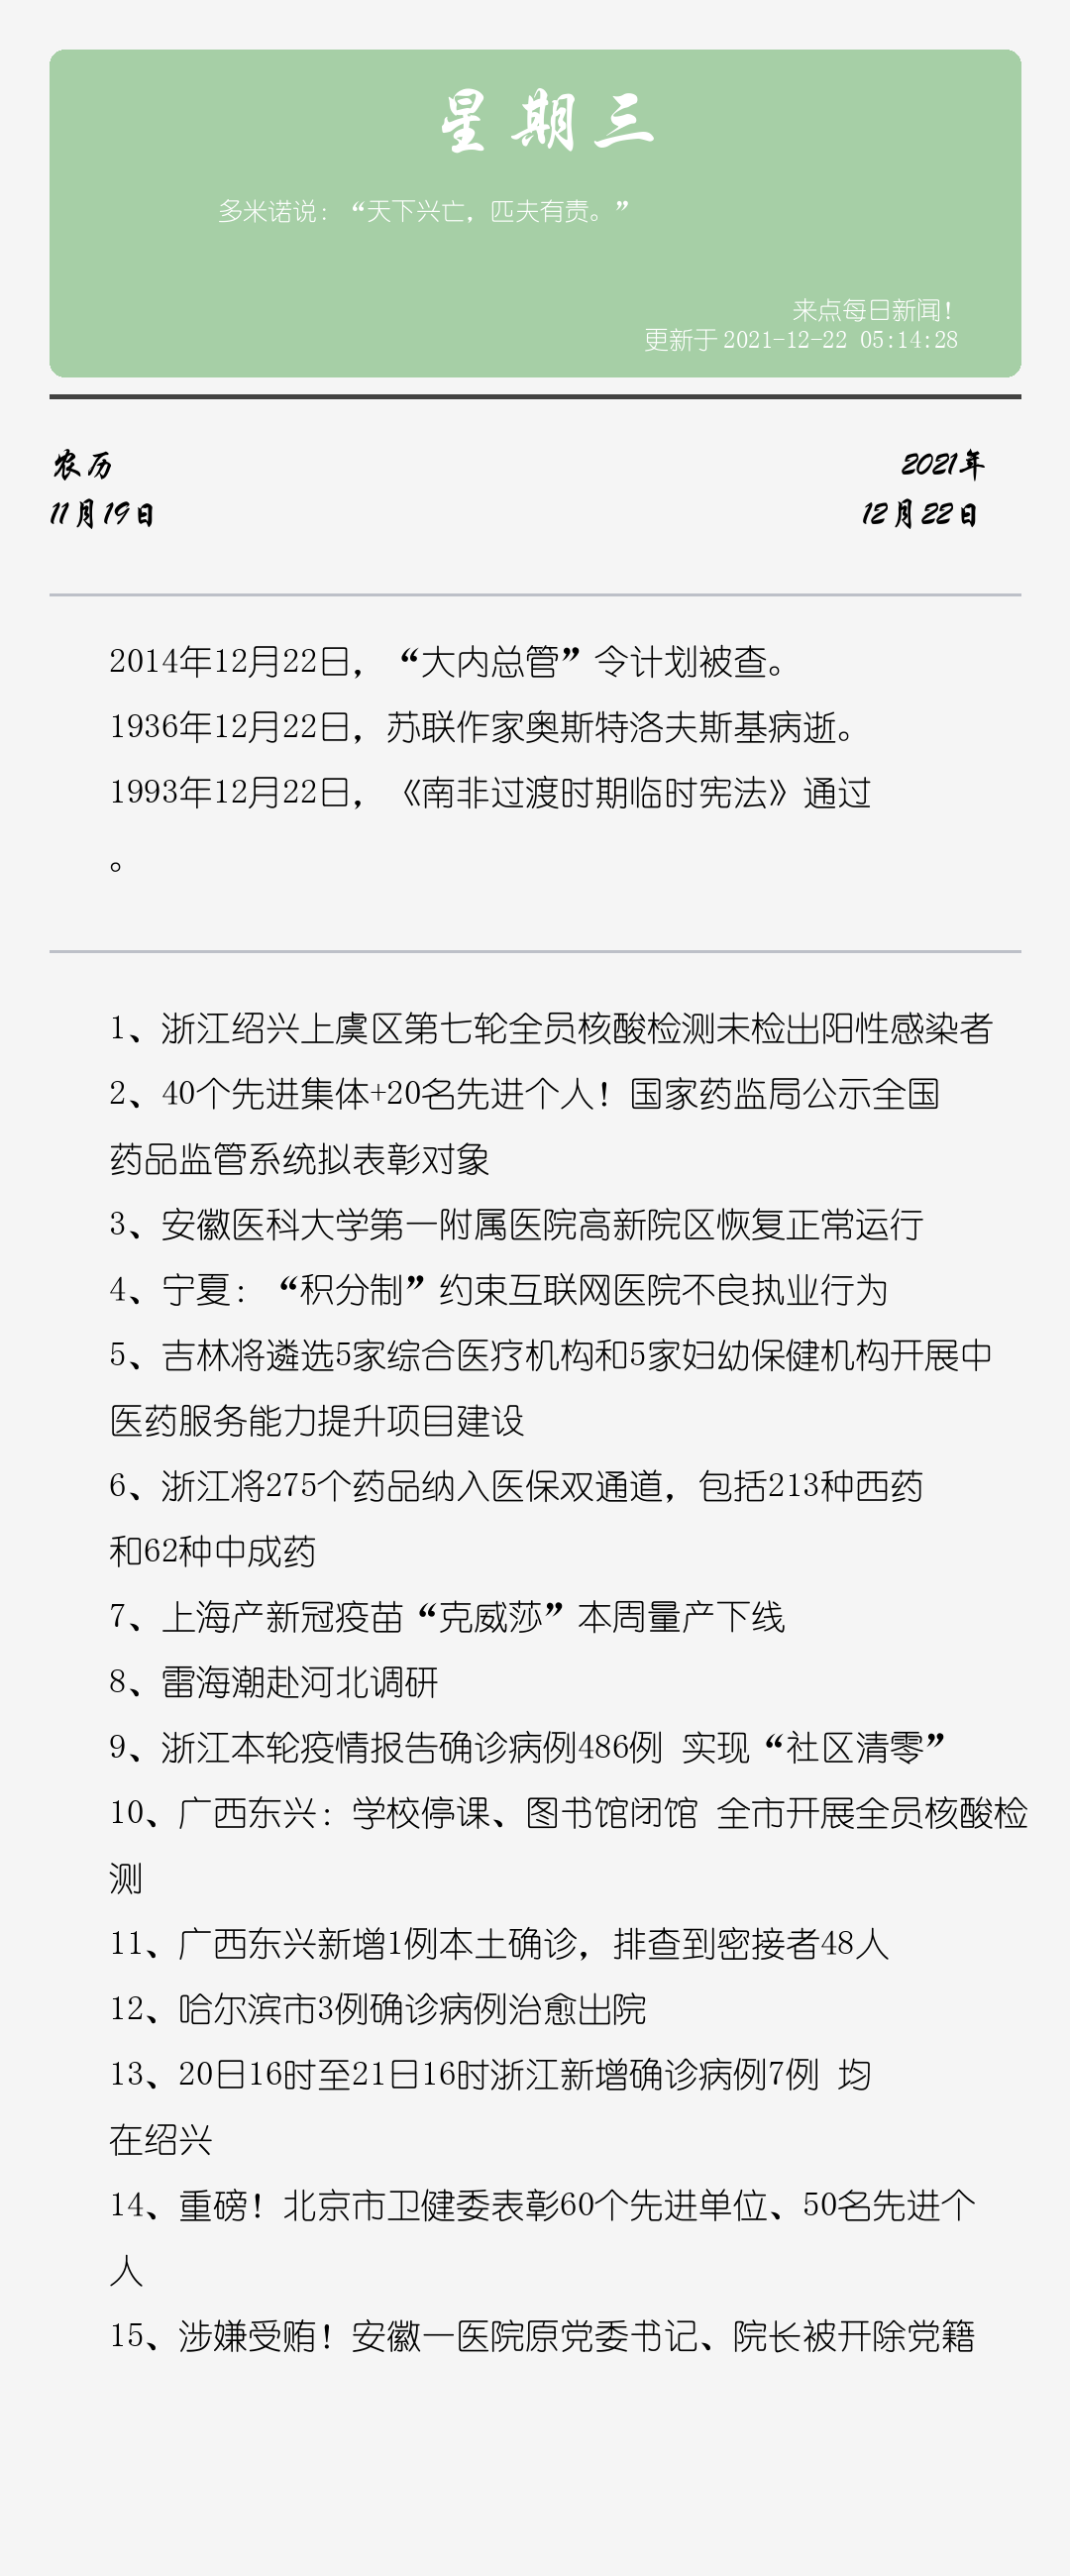 星期三
多米诺说：“天下兴亡，匹夫有责。”
来点每日新闻！
更新于 2021-12-22 05:14:28
农历
2021年
11月19日
12月22日
2014年12月22日，“大内总管”令计划被查。
1936年12月22日，苏联作家奥斯特洛夫斯基病逝。
1993年12月22日，《南非过渡时期临时宪法》通过
。
1、浙江绍兴上虞区第七轮全员核酸检测未检出阳性感染者
2、40个先进集体+20名先进个人！国家药监局公示全国
药品监管系统拟表彰对象
3、安徽医科大学第一附属医院高新院区恢复正常运行
4、宁夏：“积分制”约束互联网医院不良执业行为
5、吉林将遴选5家综合医疗机构和5家妇幼保健机构开展中
医药服务能力提升项目建设
6、浙江将275个药品纳入医保双通道，包括213种西药
和62种中成药
7、上海产新冠疫苗“克威莎”本周量产下线
8、雷海潮赴河北调研
9、浙江本轮疫情报告确诊病例486例 实现“社区清零”
10、广西东兴：学校停课、图书馆闭馆 全市开展全员核酸检
测
11、广西东兴新增1例本土确诊，排查到密接者48人
12、哈尔滨市3例确诊病例治愈出院
13、20日16时至21日16时浙江新增确诊病例7例 均
在绍兴
14、重磅！北京市卫健委表彰60个先进单位、50名先进个
人
15、涉嫌受贿！安徽一医院原党委书记、院长被开除党籍